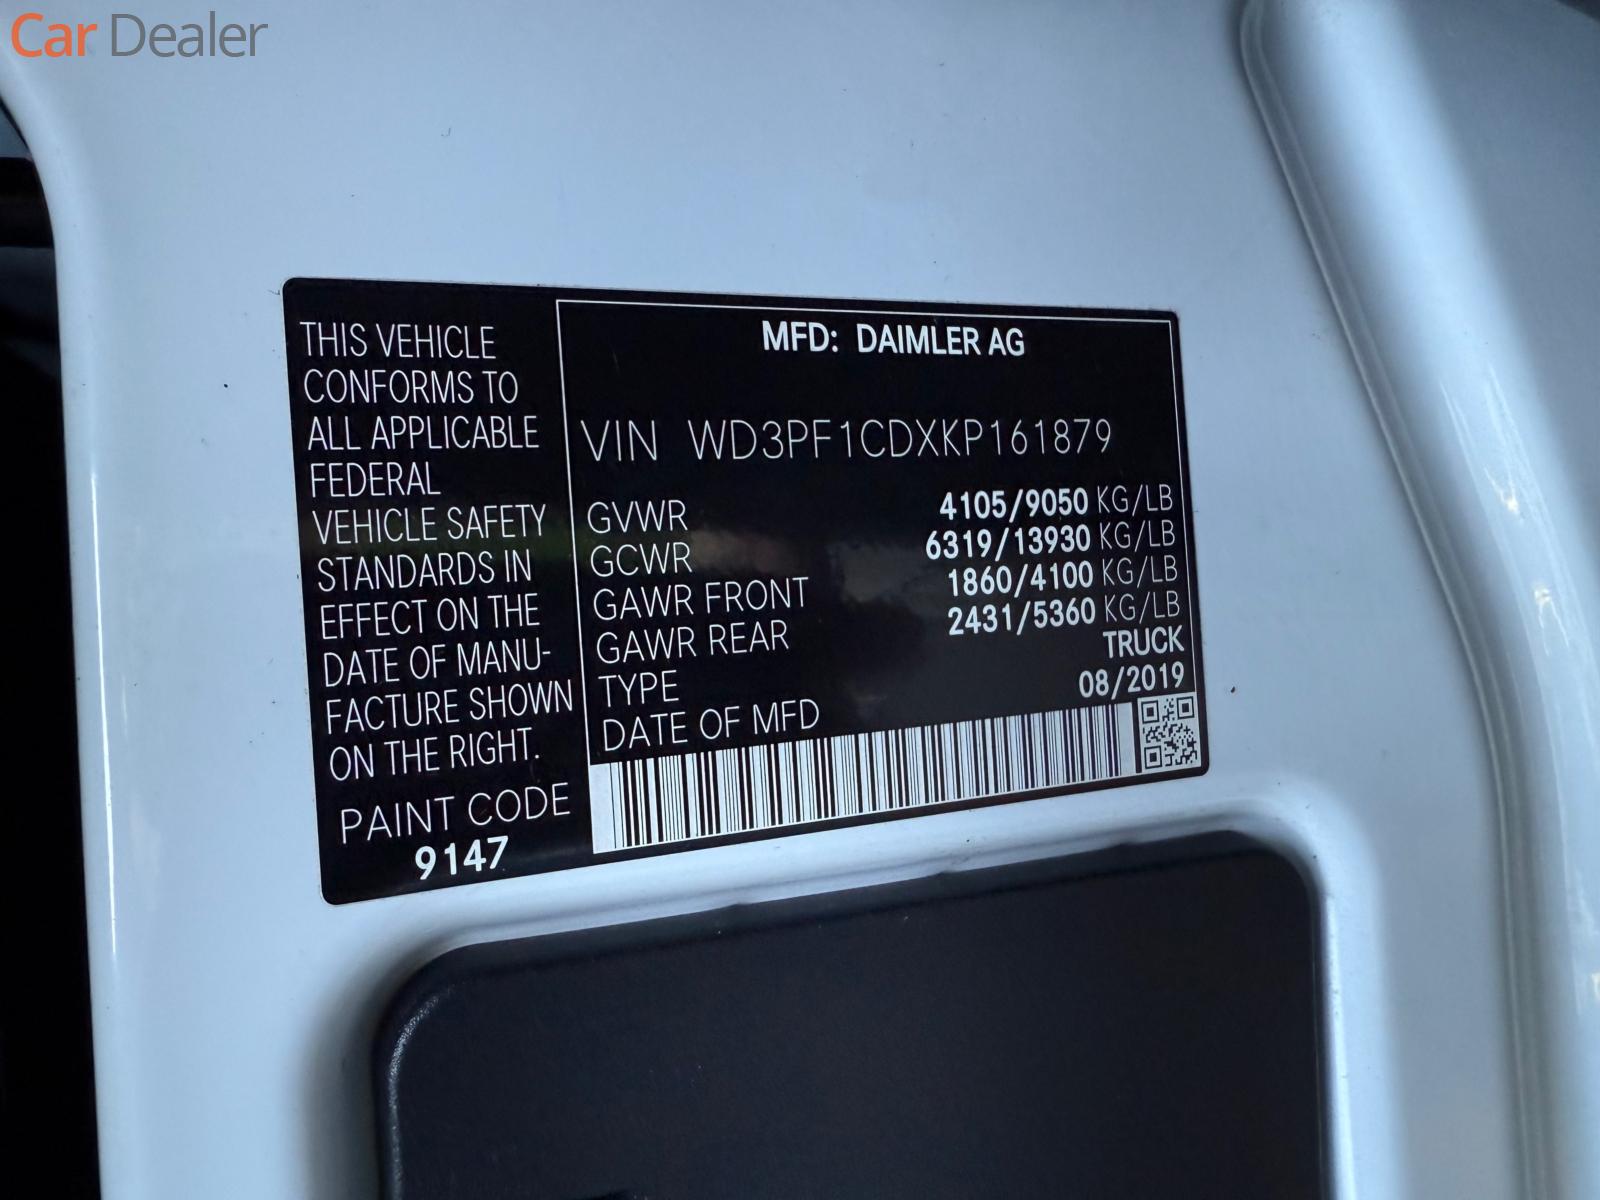 Car Dealer
THIS VEHICLE
CONFORMS TO
ALL APPLICABLE
FEDERAL
VEHICLE SAFETY
STANDARDS IN
EFFECT ON THE
DATE OF MANU-
FACTURE SHOWN
ON THE RIGHT.
PAINT CODE
9147
MFD: DAIMLER AG
VIN WD3PF1CDXKP161879
GVWR 4105/9050 KG/LB
GCWR 6319/13930 KG/LB
GAWR FRONT 1860/4100 KG/LB
GAWR REAR 2431/5360 KG/LB
TYPE TRUCK
DATE OF MFD 08/2019